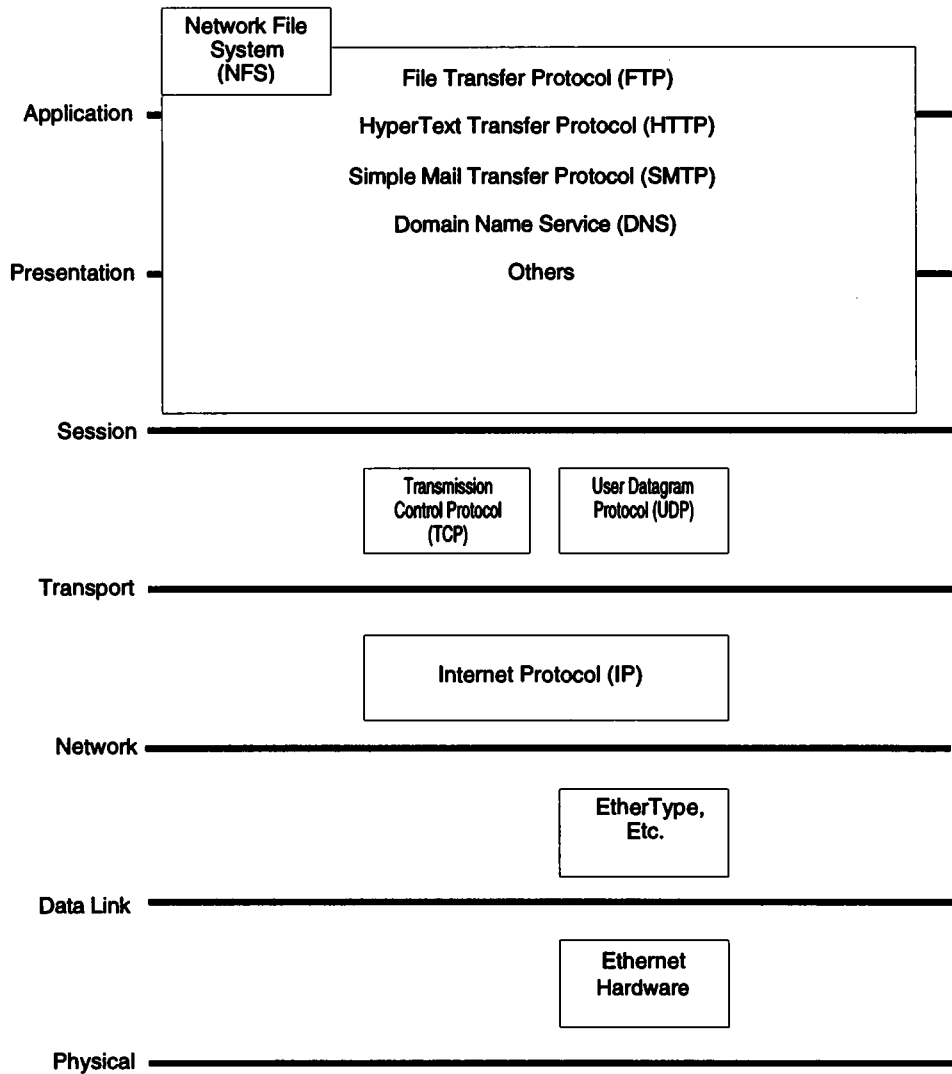 Network File
System
(NFS)
File Transfer Protocol (FTP)
Application
HyperText Transfer Protocol (HTTP)
Simple Mail Transfer Protocol (SMTP)
Domain Name Service (DNS)
Presentation
Others
Session
Transmission
Control Protocol
(TCP)
User Datagram
Protocol (UDP)
Transport
Internet Protocol (IP)
Network
EtherType,
Etc.
Data Link
Ethernet
Hardware
Physical